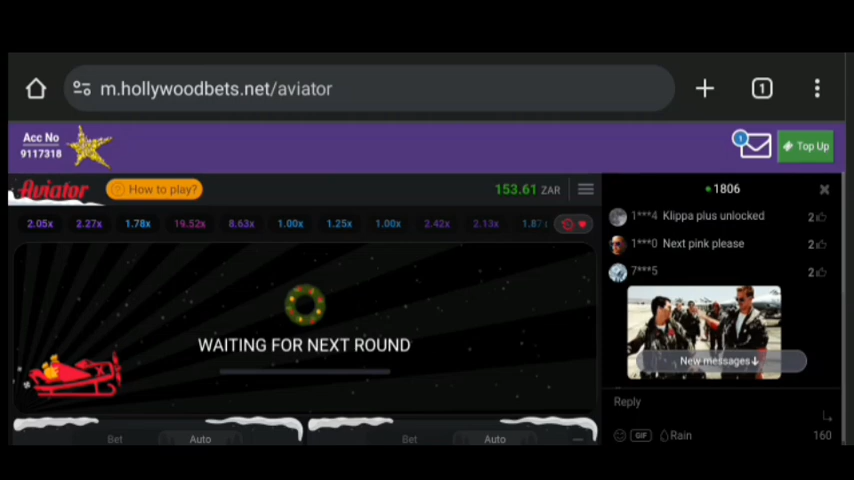 m.hollywoodbets.net/aviator
1
Acc No
9117318
1
Top Up
Aviator
? How to play?
153.61 ZAR
1806
2.05x 2.27x 1.78x 19.52x 8.63x 1.00x 1.25x 1.00x 2.42x 2.13x 1.87x
1***4 Klippa plus unlocked 2
1***0 Next pink please 2
7***5 2
WAITING FOR NEXT ROUND
New messages
Reply
Bet Auto
Bet Auto
GIF Rain 160